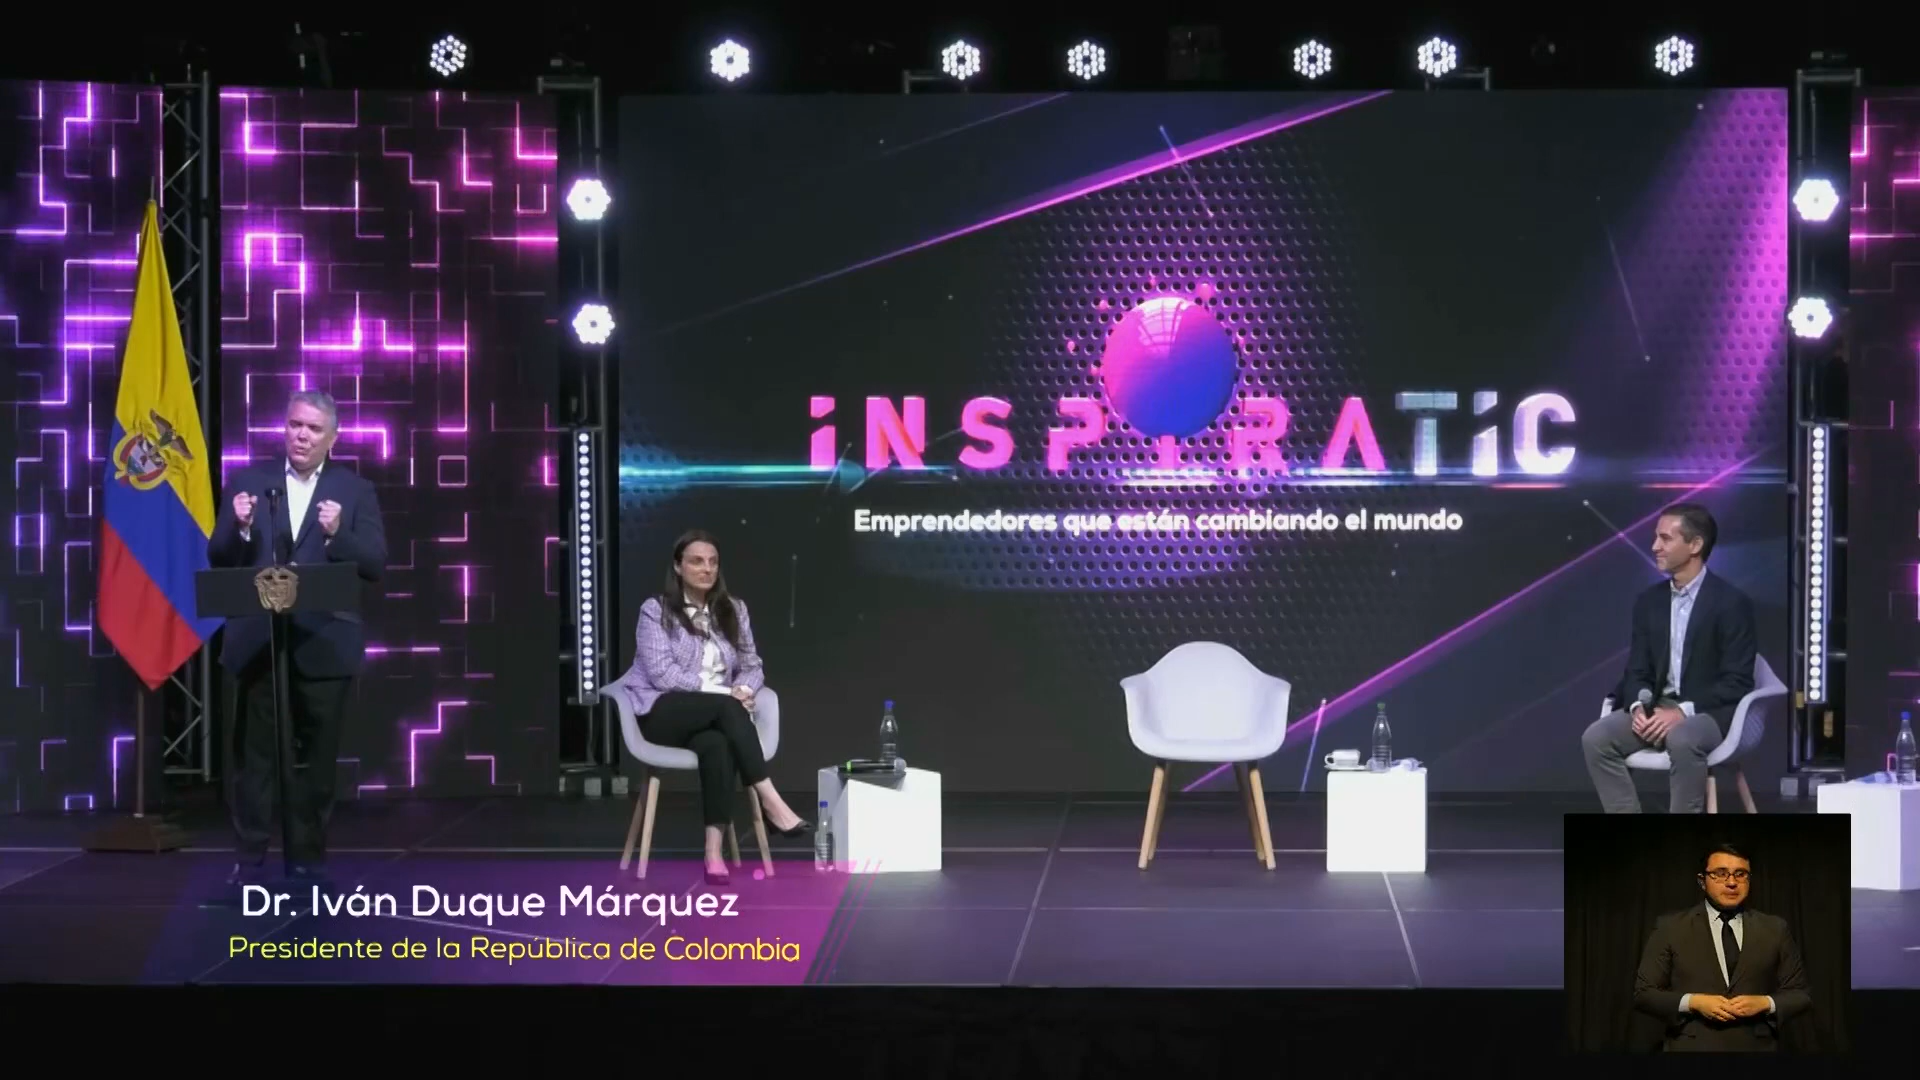 iNSPIRATiC
Emprendedores que están cambiando el mundo
Dr. Iván Duque Márquez
Presidente de la República de Colombia